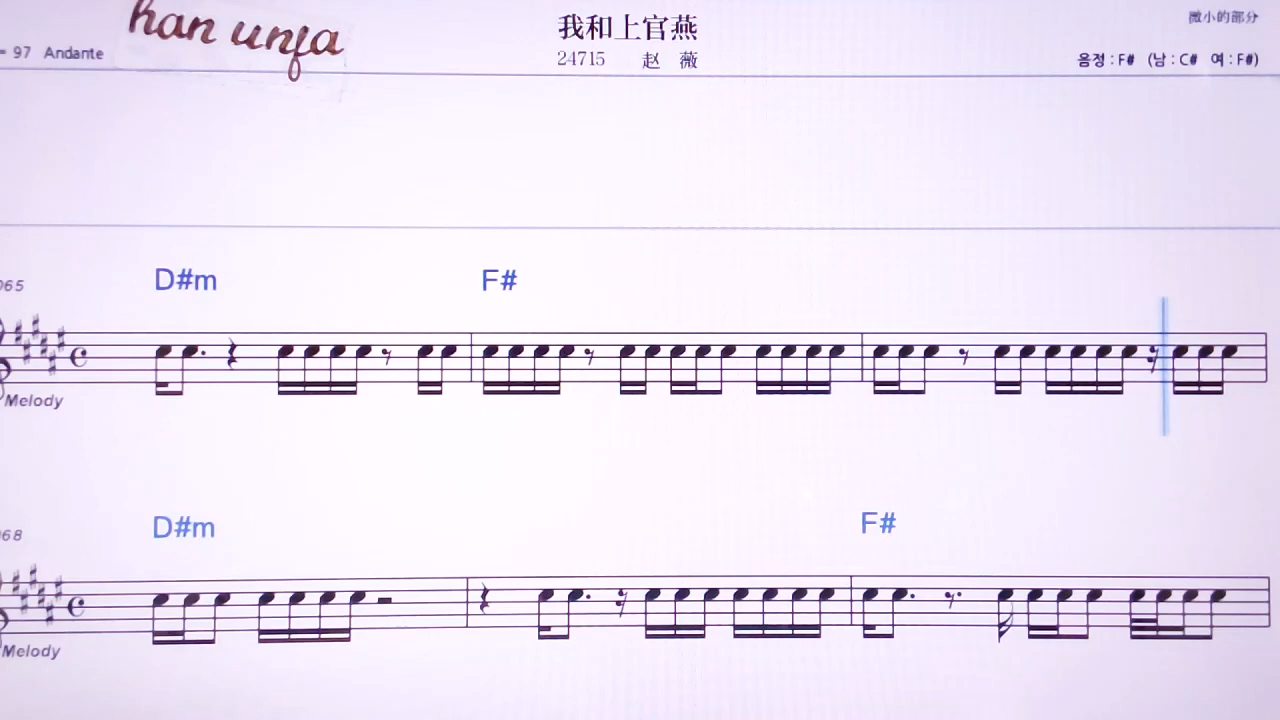 han unfa
我和上官燕
微小的部分
= 97 Andante
24715 赵 薇
음정 : F# (남 : C# 여 : F#)
065
D#m F#
Melody
068
D#m F#
Melody